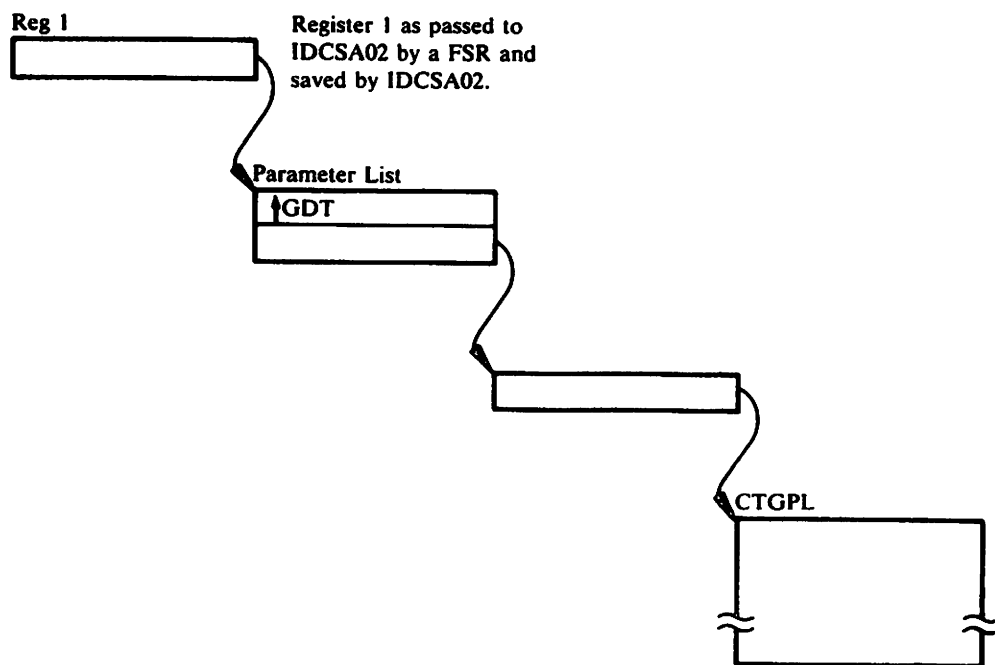 Reg 1
Register 1 as passed to
IDCSA02 by a FSR and
saved by IDCSA02.
Parameter List
GDT
CTGPL